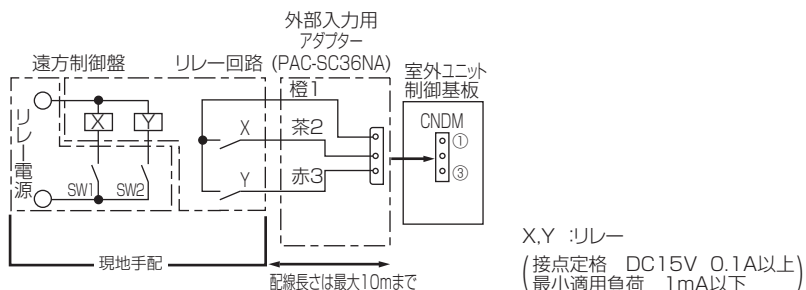 外部入力用
アダプター
(PAC-SC36NA)
遠方制御盤
リレー回路
室外ユニット
制御基板
橙1
CNDM
リレー電源
X
Y
X
茶2
①
Y
赤3
③
SW1
SW2
現地手配
配線長さは最大10mまで
X,Y :リレー
(接点定格 DC15V 0.1A以上)
最小適用負荷 1mA以下